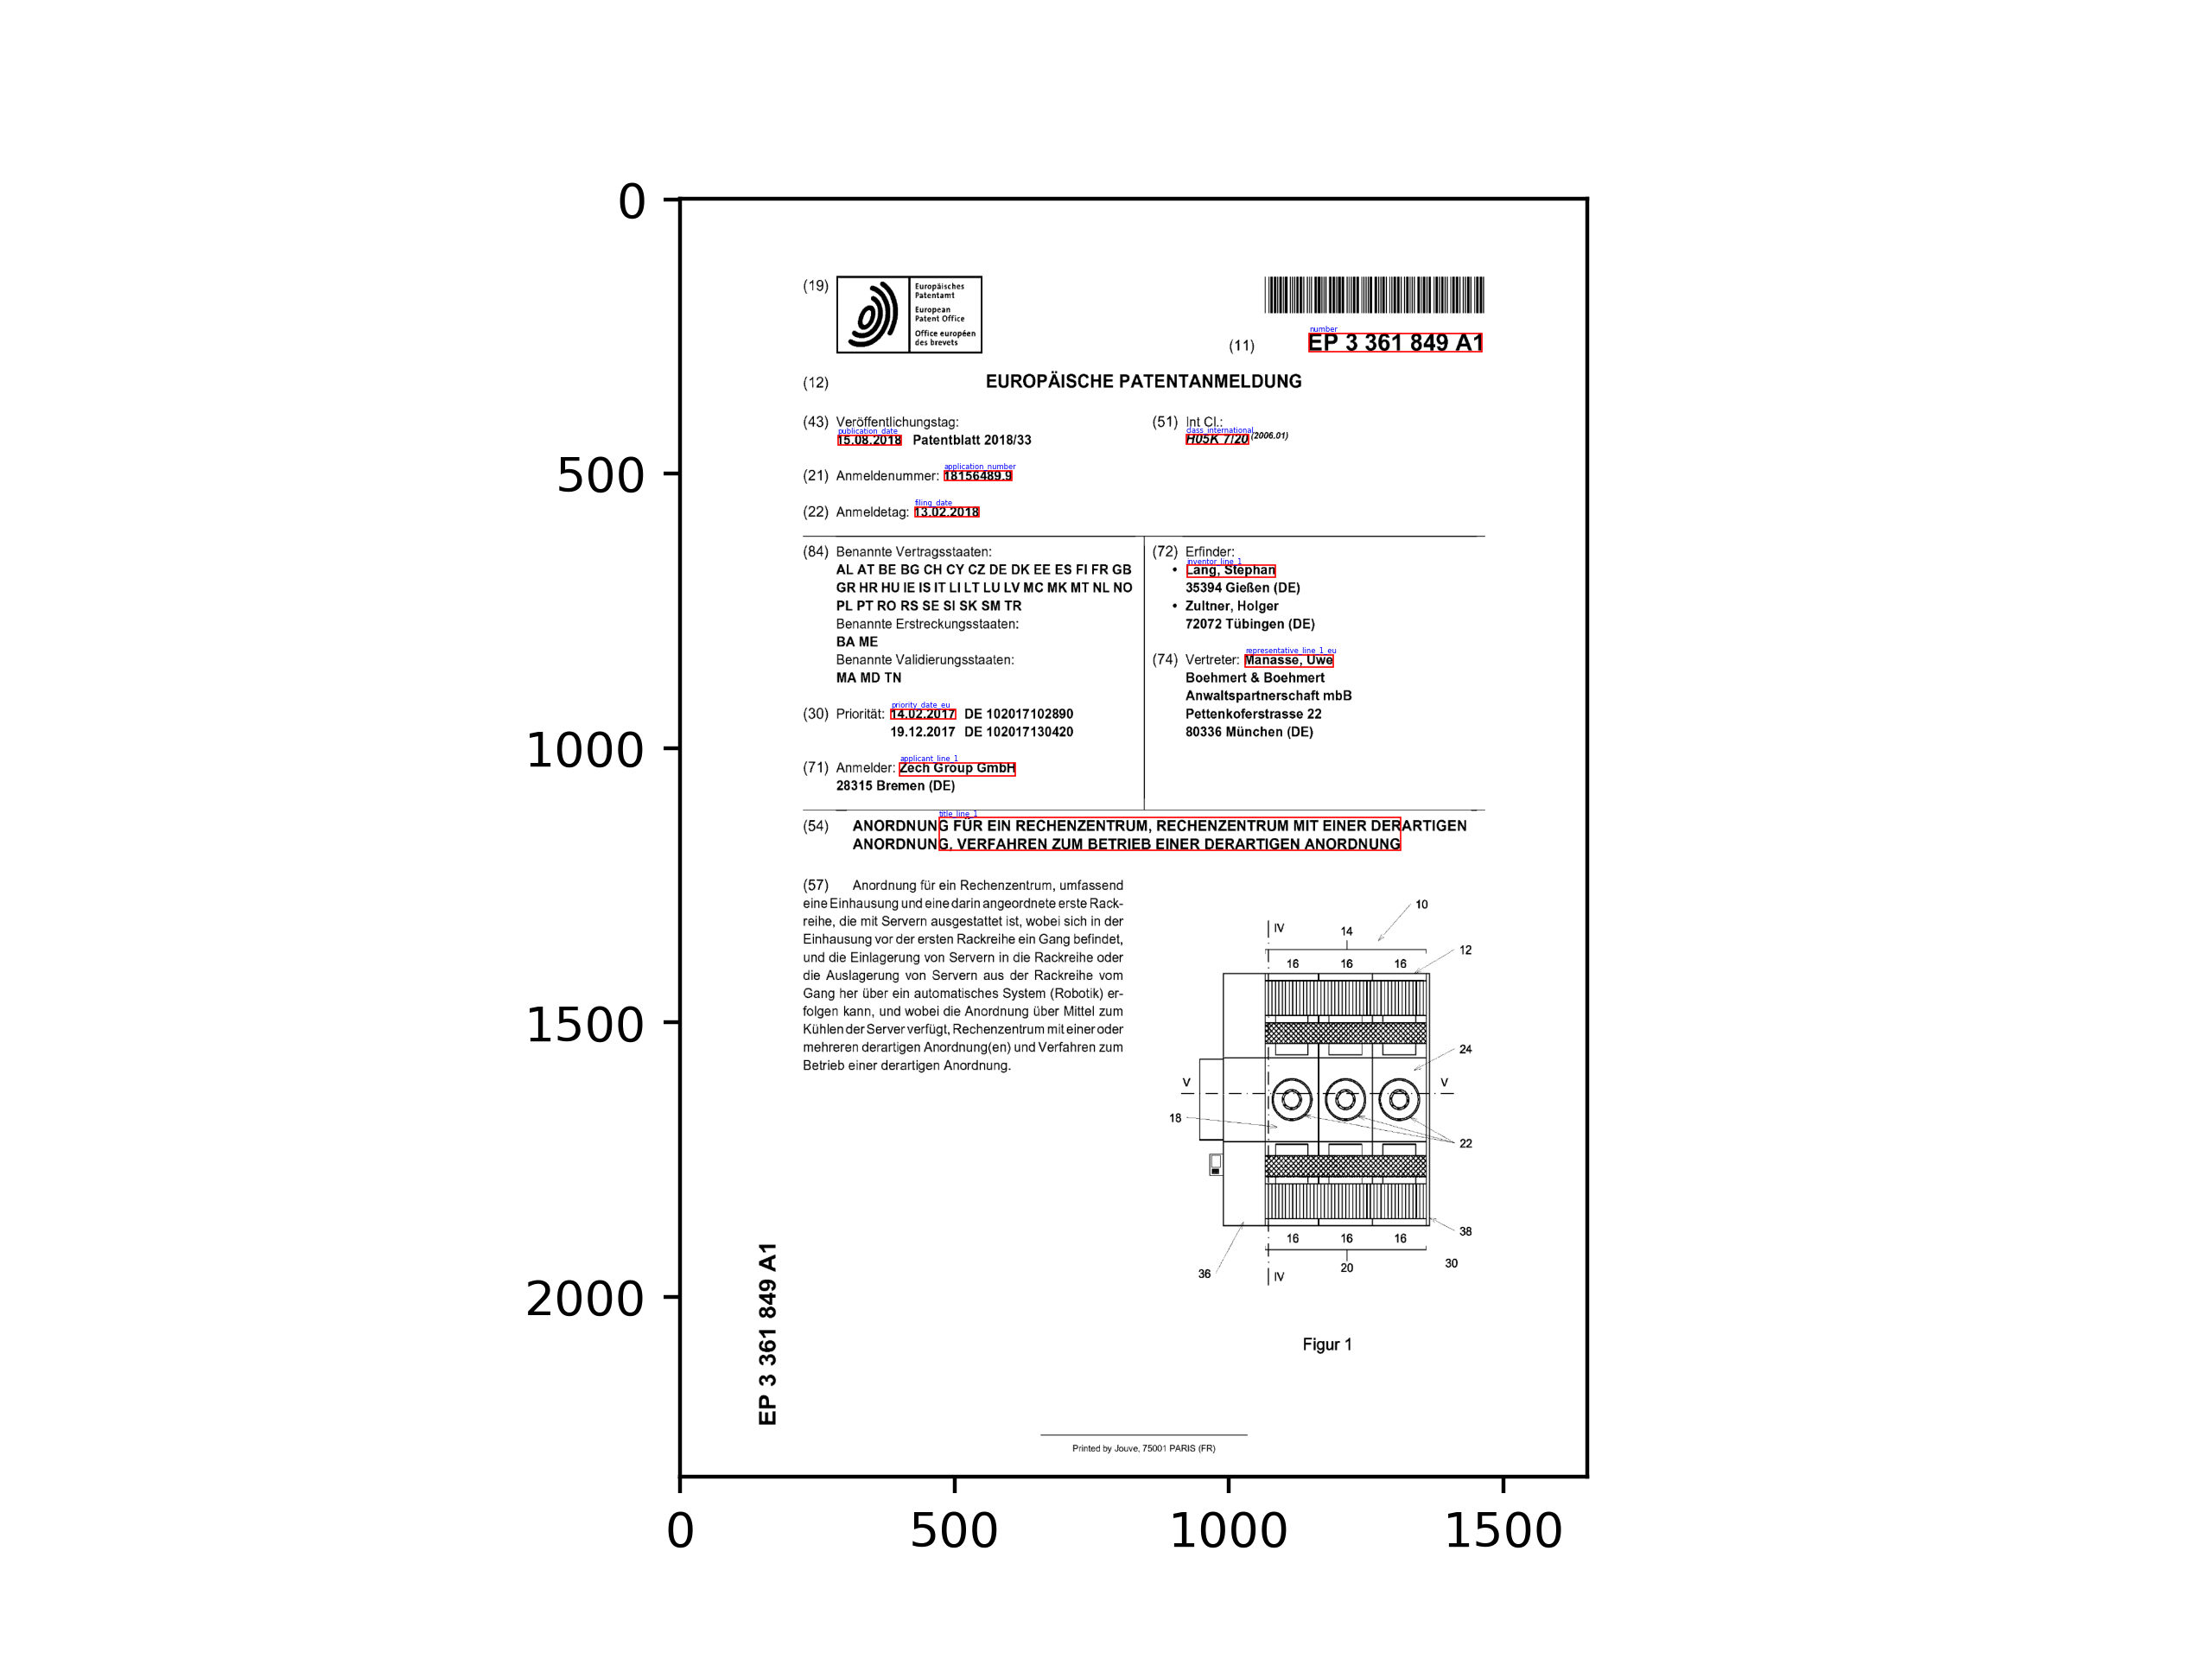 0
500
1000
1500
2000
0
500
1000
1500
(19)
Europäisches
Patentamt
European
Patent Office
Office européen
des brevets
number
(11)
EP 3 361 849 A1
(12)
EUROPÄISCHE PATENTANMELDUNG
(43) Veröffentlichungstag:
publication_date
15.08.2018 Patentblatt 2018/33
(51) Int Cl.:
class_international
H05K 7/20 (2006.01)
application_number
(21) Anmeldenummer: 18156489.9
filing_date
(22) Anmeldetag: 13.02.2018
(84) Benannte Vertragsstaaten:
AL AT BE BG CH CY CZ DE DK EE ES FI FR GB
GR HR HU IE IS IT LI LT LU LV MC MK MT NL NO
PL PT RO RS SE SI SK SM TR
Benannte Erstreckungsstaaten:
BA ME
Benannte Validierungsstaaten:
MA MD TN
priority_date_eu
(30) Priorität: 14.02.2017 DE 102017102890
19.12.2017 DE 102017130420
applicant_line_1
(71) Anmelder: Zech Group GmbH
28315 Bremen (DE)
(72) Erfinder:
inventor_line_1
• Lang, Stephan
35394 Gießen (DE)
• Zultner, Holger
72072 Tübingen (DE)
representative_line_1_eu
(74) Vertreter: Manasse, Uwe
Boehmert & Boehmert
Anwaltspartnerschaft mbB
Pettenkoferstrasse 22
80336 München (DE)
title_line_1
(54) ANORDNUNG FÜR EIN RECHENZENTRUM, RECHENZENTRUM MIT EINER DERARTIGEN
ANORDNUNG, VERFAHREN ZUM BETRIEB EINER DERARTIGEN ANORDNUNG
(57) Anordnung für ein Rechenzentrum, umfassend
eine Einhausung und eine darin angeordnete erste Rack-
reihe, die mit Servern ausgestattet ist, wobei sich in der
Einhausung vor der ersten Rackreihe ein Gang befindet,
und die Einlagerung von Servern in die Rackreihe oder
die Auslagerung von Servern aus der Rackreihe vom
Gang her über ein automatisches System (Robotik) er-
folgen kann, und wobei die Anordnung über Mittel zum
Kühlen der Server verfügt, Rechenzentrum mit einer oder
mehreren derartigen Anordnung(en) und Verfahren zum
Betrieb einer derartigen Anordnung.
10
IV
14
12
16 16 16
24
V V
18
22
38
16 16 16
30
20
36
IV
Figur 1
EP 3 361 849 A1
Printed by Jouve, 75001 PARIS (FR)